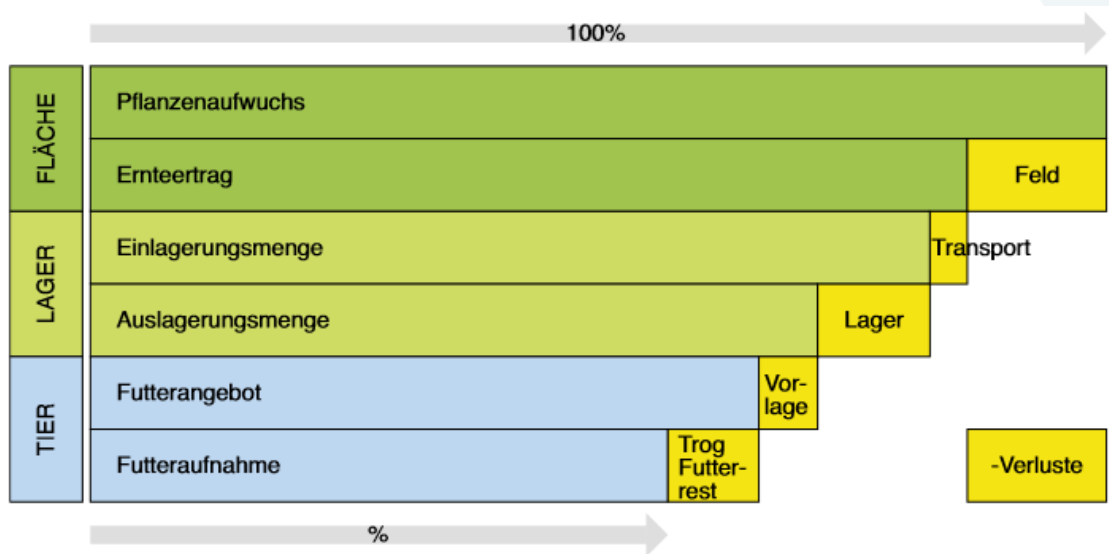 100%
FLÄCHE
Pflanzenaufwuchs
Ernteertrag
Feld
LAGER
Einlagerungsmenge
Transport
Auslagerungsmenge
Lager
TIER
Futterangebot
Vor-
lage
Futteraufnahme
Trog
Futter-
rest
-Verluste
%